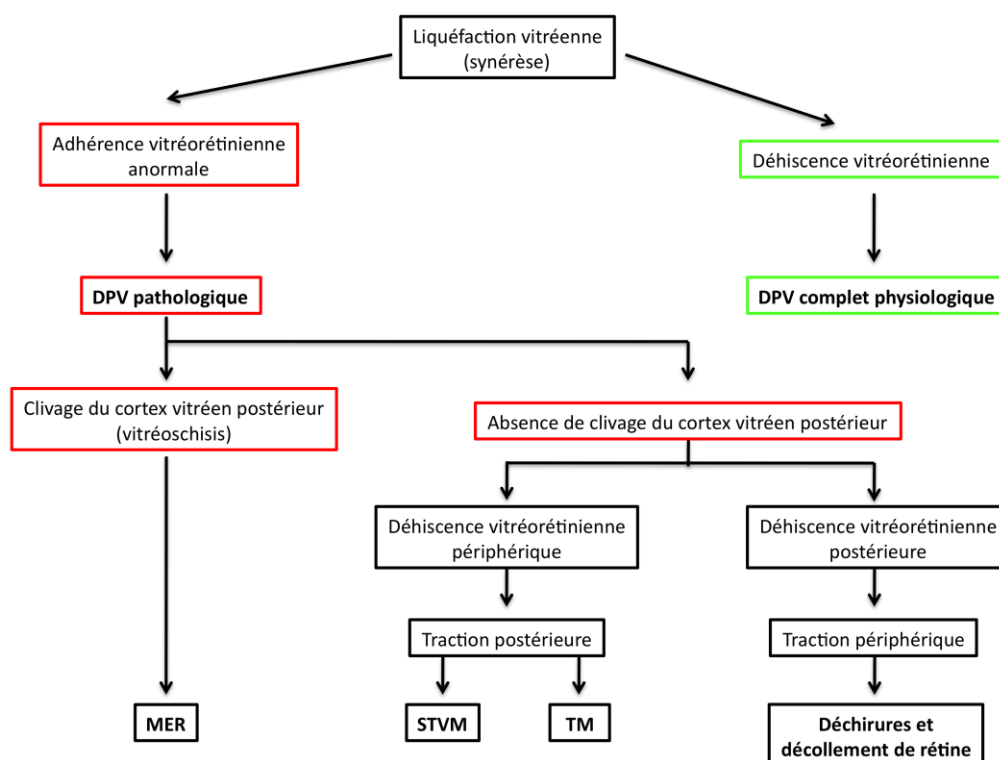 Liquéfaction vitréenne
(synérèse)
Adhérence vitréorétinienne
anormale
Déhiscence vitréorétinienne
DPV pathologique
DPV complet physiologique
Clivage du cortex vitréen postérieur
(vitréoschisis)
Absence de clivage du cortex vitréen postérieur
Déhiscence vitréorétinienne
périphérique
Déhiscence vitréorétinienne
postérieure
Traction postérieure
Traction périphérique
MER
STVM
TM
Déchirures et
décollement de rétine